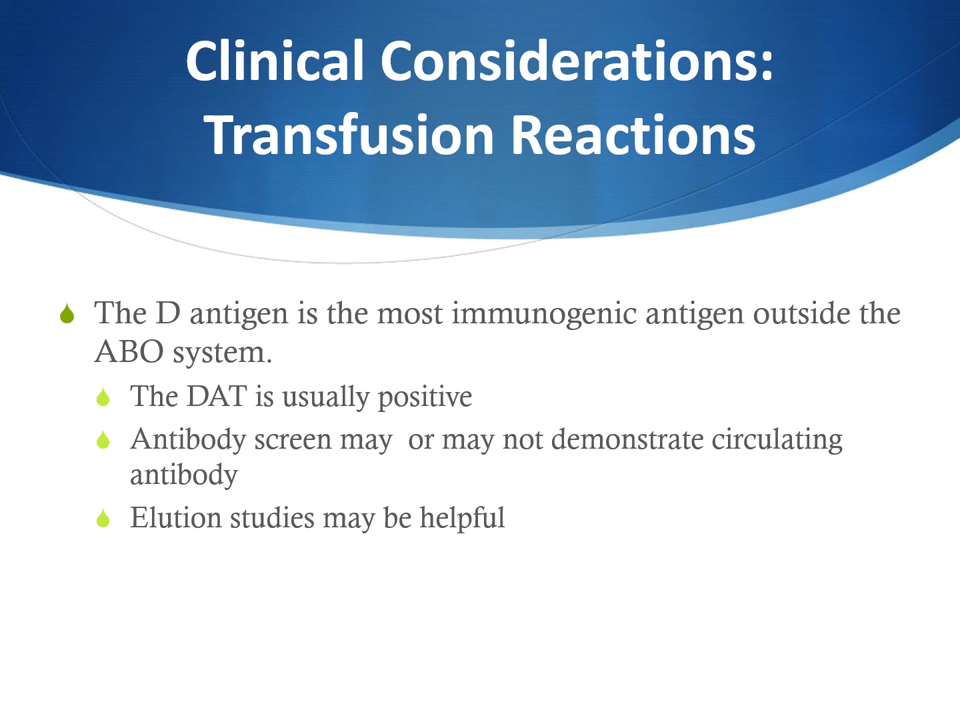 Clinical Considerations:
Transfusion Reactions
The D antigen is the most immunogenic antigen outside the
ABO system.
The DAT is usually positive
Antibody screen may  or may not demonstrate circulating
antibody
Elution studies may be helpful